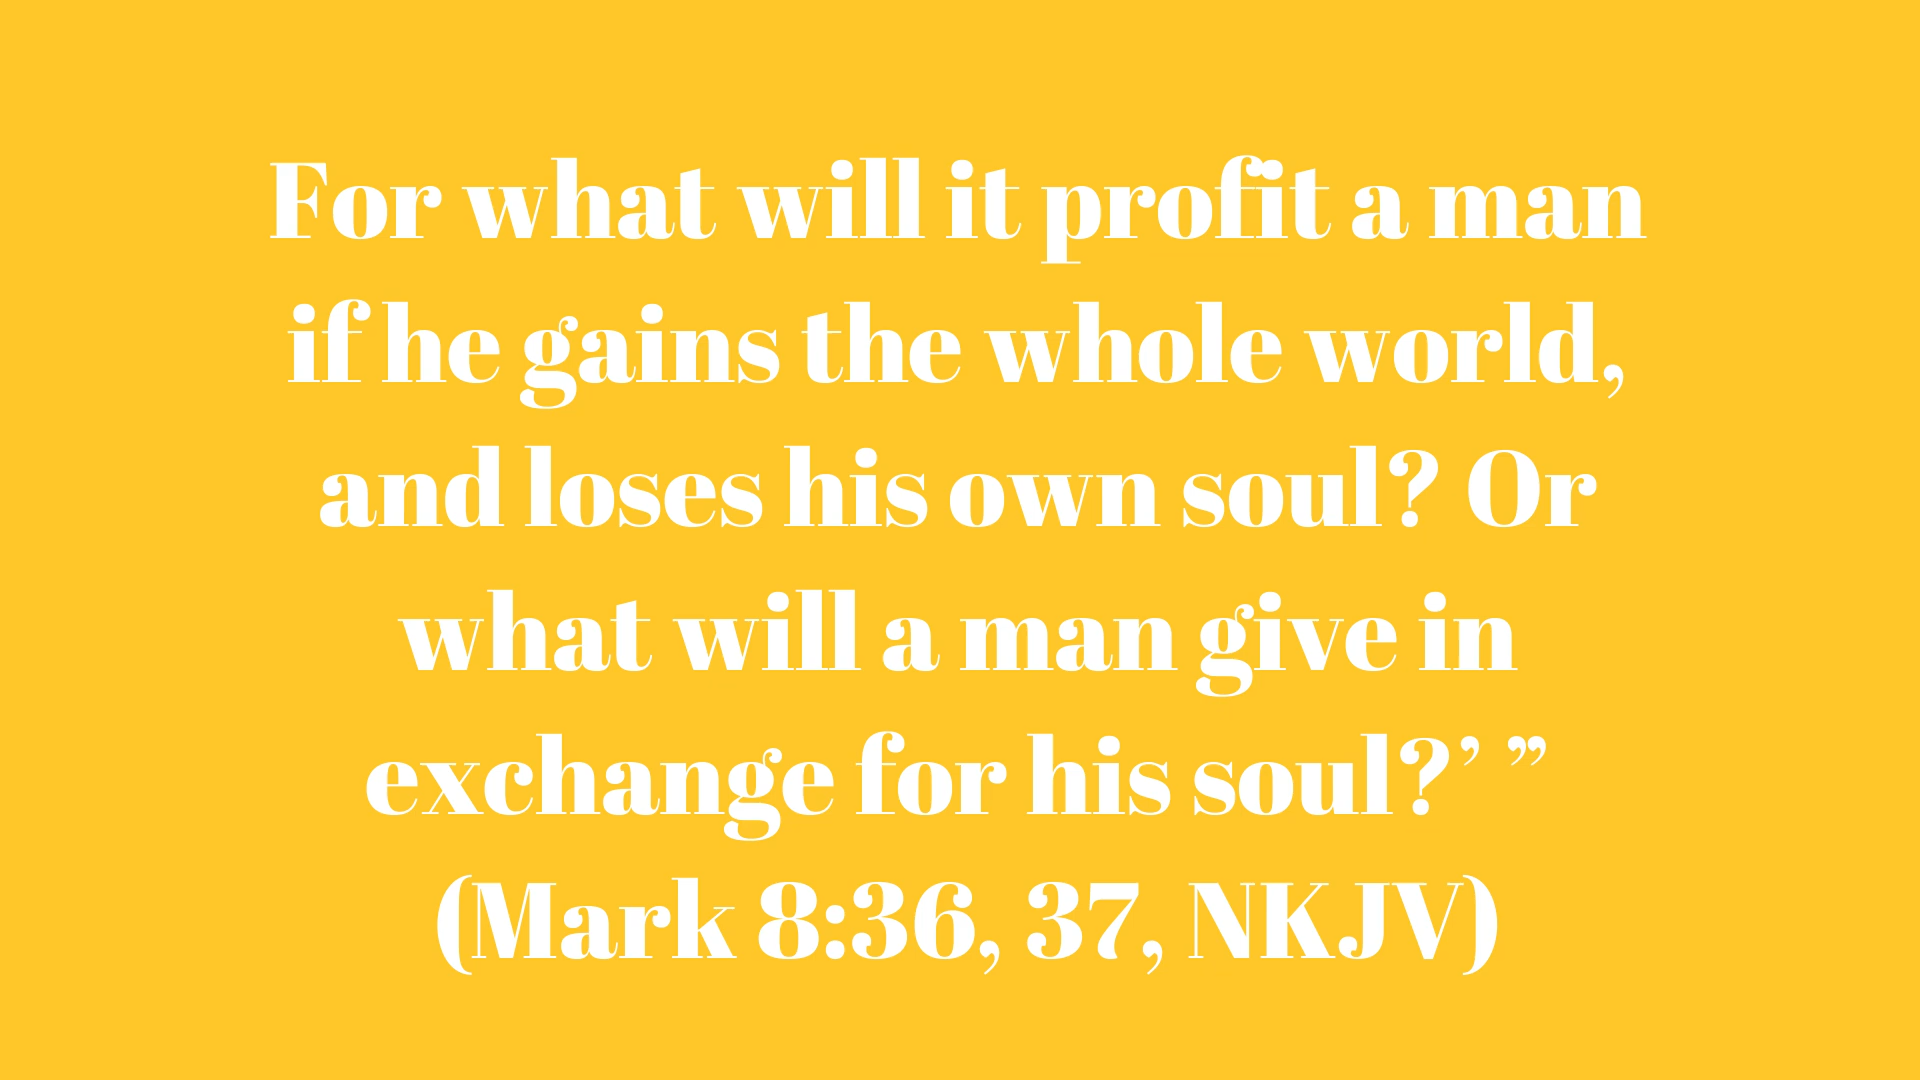 For what will it profit a man
if he gains the whole world,
and loses his own soul? Or
what will a man give in
exchange for his soul?’ ”
(Mark 8:36, 37, NKJV)